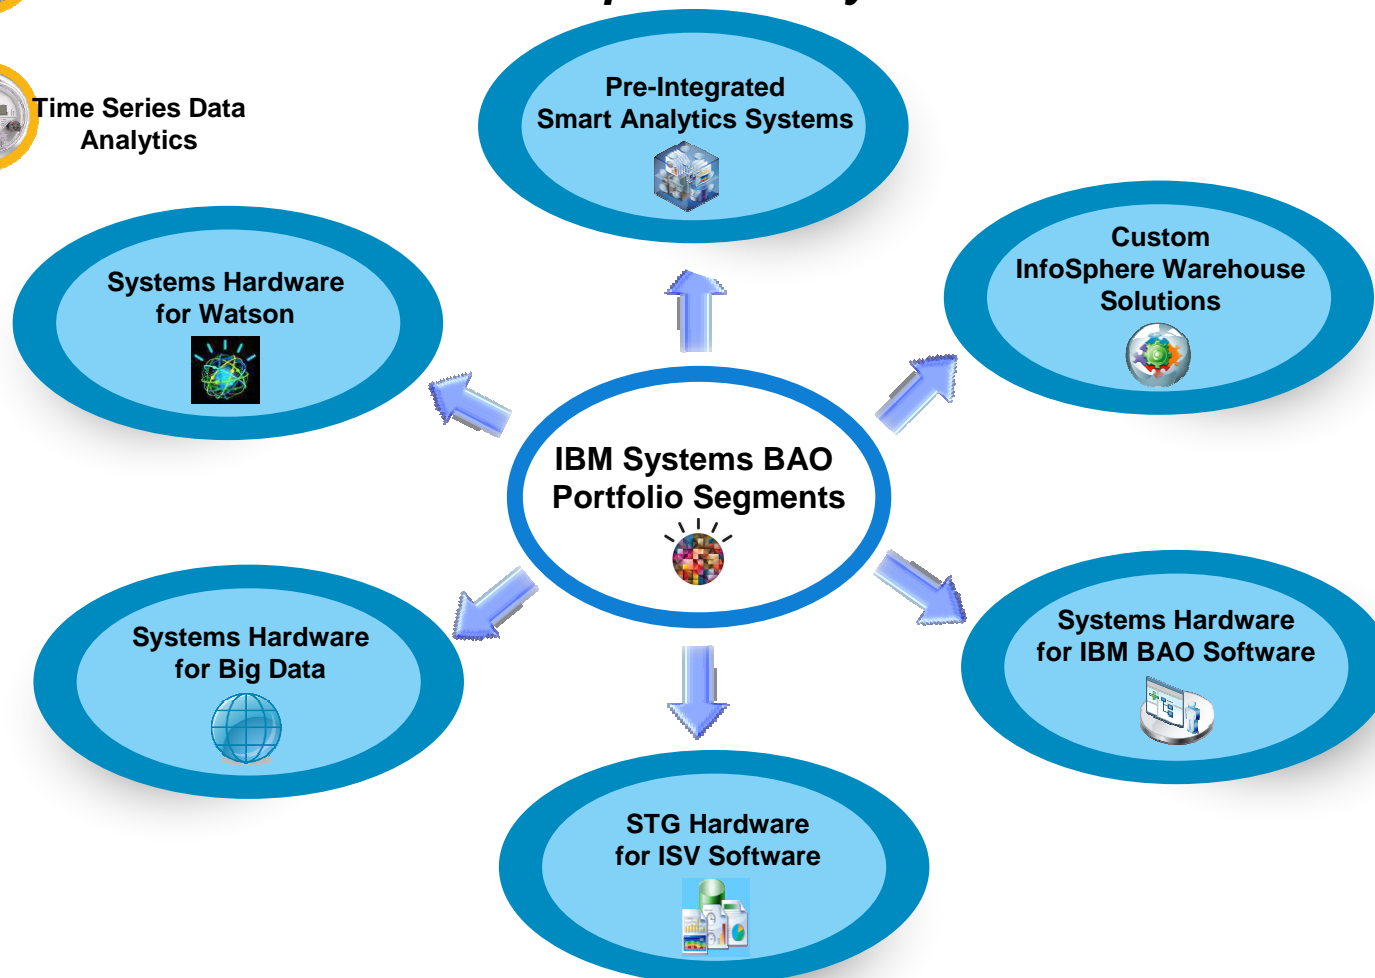 Time Series Data
Analytics
Pre-Integrated
Smart Analytics Systems
Systems Hardware
for Watson
Custom
InfoSphere Warehouse
Solutions
IBM Systems BAO
Portfolio Segments
Systems Hardware
for Big Data
Systems Hardware
for IBM BAO Software
STG Hardware
for ISV Software